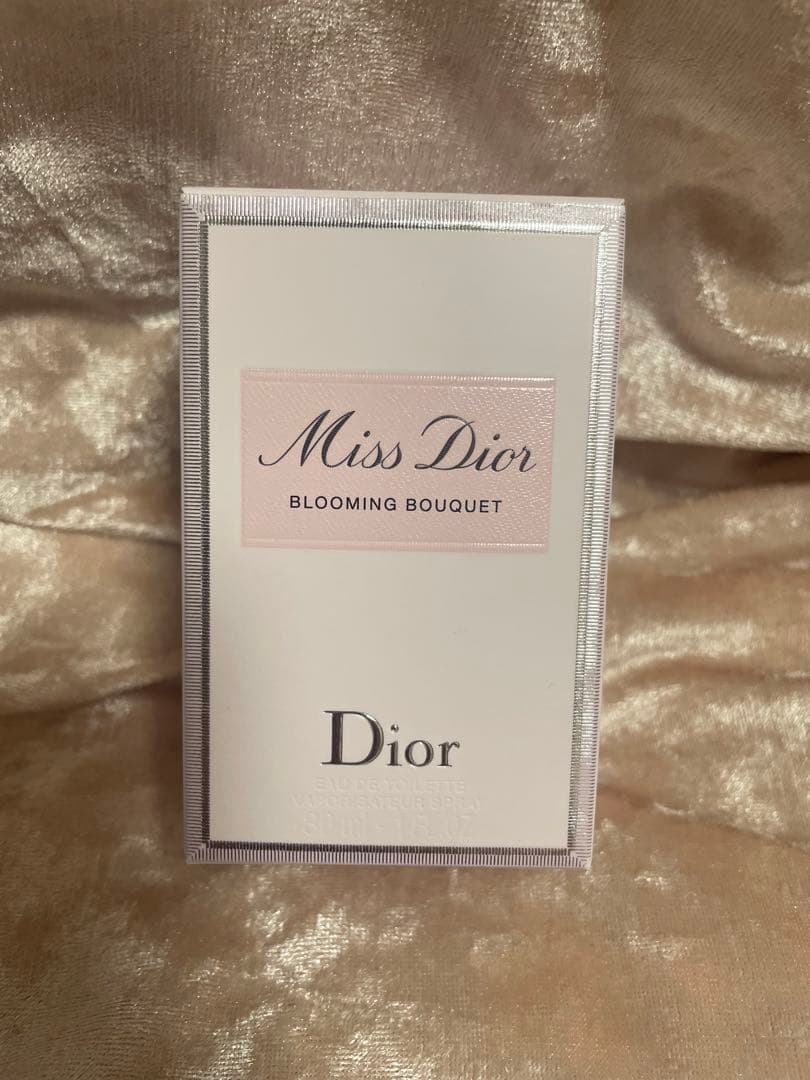 Miss Dior
BLOOMING BOUQUET
Dior
EAU DE TOILETTE
VAPORISATEUR SPRAY